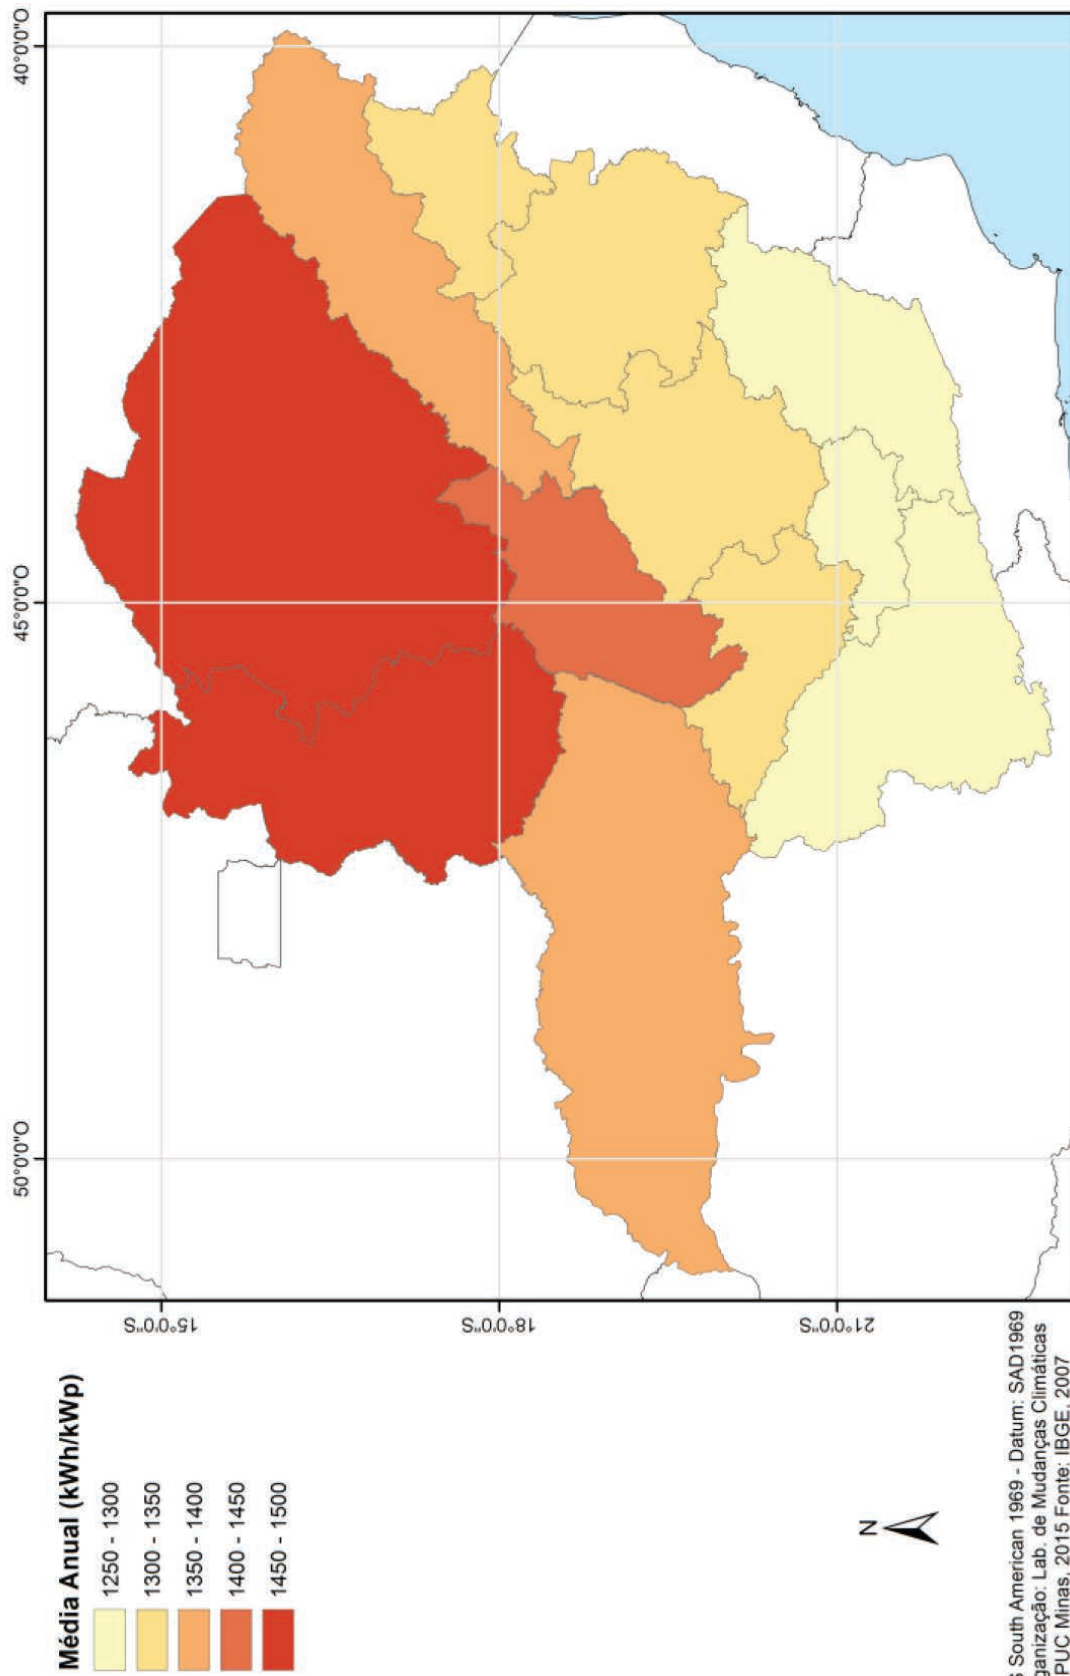 Média Anual (kWh/kWp)
1250 - 1300
1300 - 1350
1350 - 1400
1400 - 1450
1450 - 1500
50°0'0"O
45°0'0"O
40°0'0"O
15°0'0"S
18°0'0"S
21°0'0"S
N
South American 1969 - Datum: SAD1969
Lab. de Mudanças Climáticas
PUC Minas, 2015 Fonte: IBGE, 2007